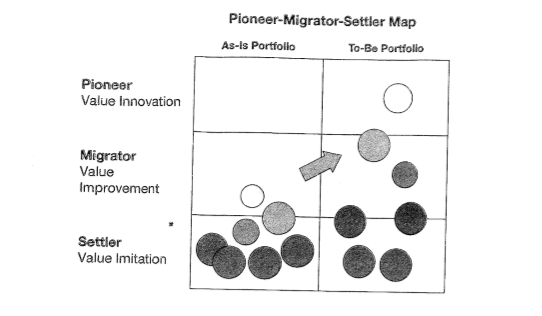 Pioneer-Migrator-Settler Map
As-Is Portfolio
To-Be Portfolio
Pioneer
Value Innovation
Migrator
Value
Improvement
Settler
Value Imitation